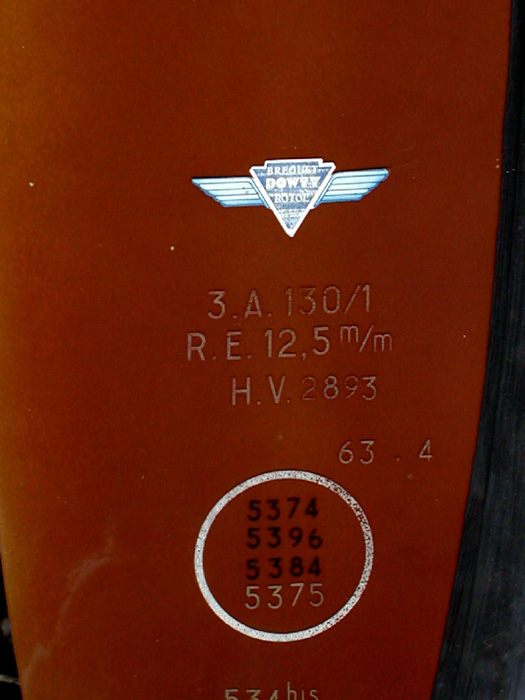 BREGUET
DOWTY
ROTOL
3.A.130/1
R.E.12,5 m/m
H.V.2893
63.4
5374
5396
5384
5375
534bis